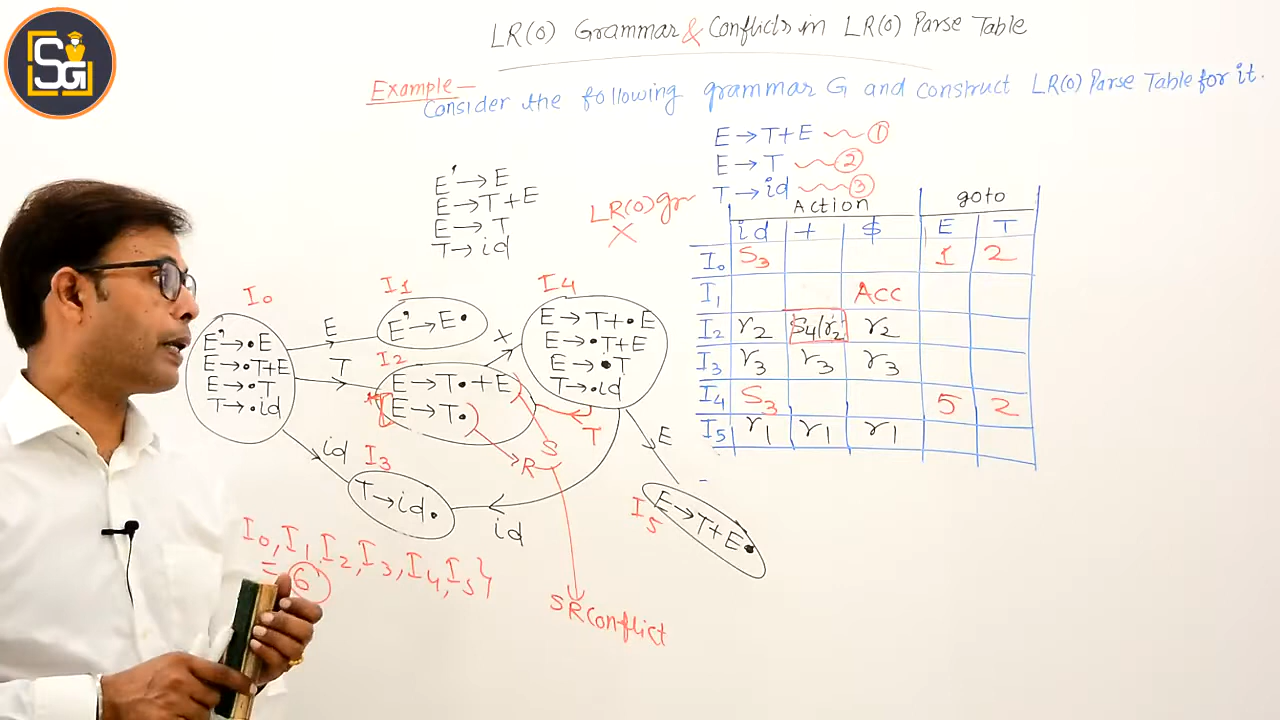 SG
LR(0) Grammar & Conflicts in LR(0) Parse Table
Example—
Consider the following grammar G and construct LR(0) Parse Table for it.
E→T+E ①
E→T ②
T→id ③
E'→E
E→T+E
E→T
T→id
LR(0) gr
X
I0
E'→•E
E→•T+E
E→•T
T→•id
E
T
id
I1
E'→E•
I2
E→T•+E
E→T•
I3
T→id•
+
I4
E→T+•E
E→•T+E
E→•T
T→•id
T
E
id
I5
E→T+E•
S
R
SR Conflict
I0, I1, I2, I3, I4, I5}
= 6
Action goto
id + $ E T
I0 S3 1 2
I1 Acc
I2 r2 S4/r2 r2
I3 r3 r3 r3
I4 S3 5 2
I5 r1 r1 r1